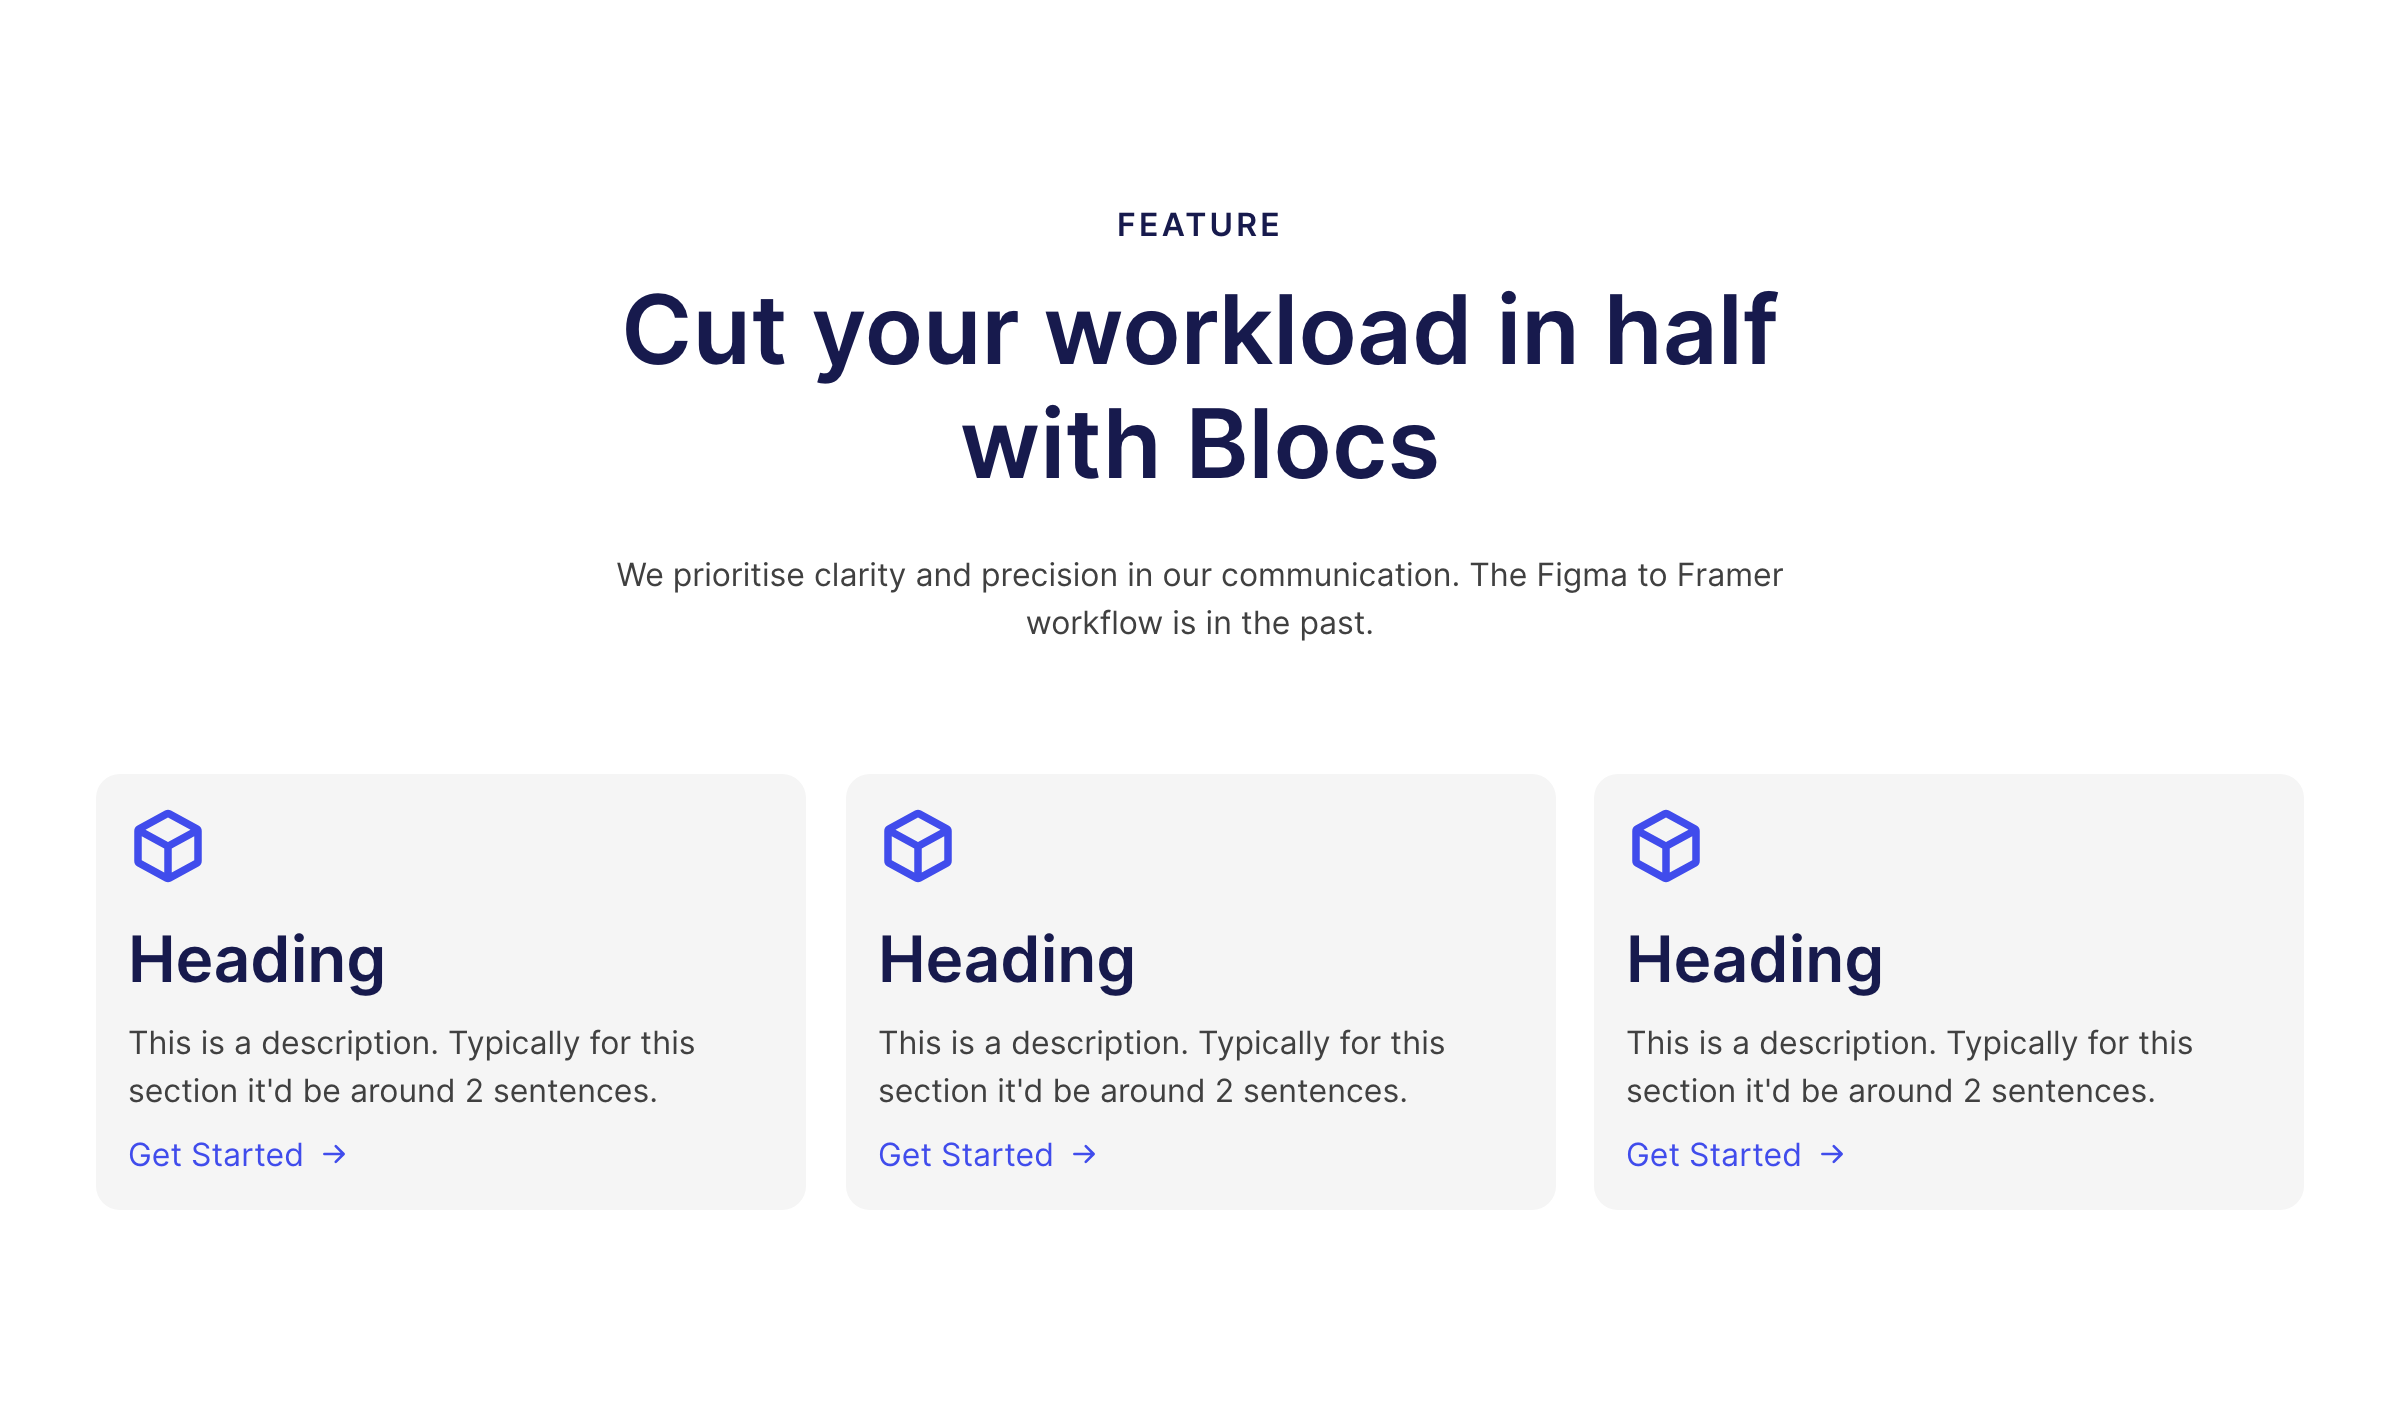 FEATURE
Cut your workload in half
with Blocs
We prioritise clarity and precision in our communication. The Figma to Framer
workflow is in the past.
Heading
This is a description. Typically for this
section it'd be around 2 sentences.
Get Started →
Heading
This is a description. Typically for this
section it'd be around 2 sentences.
Get Started →
Heading
This is a description. Typically for this
section it'd be around 2 sentences.
Get Started →